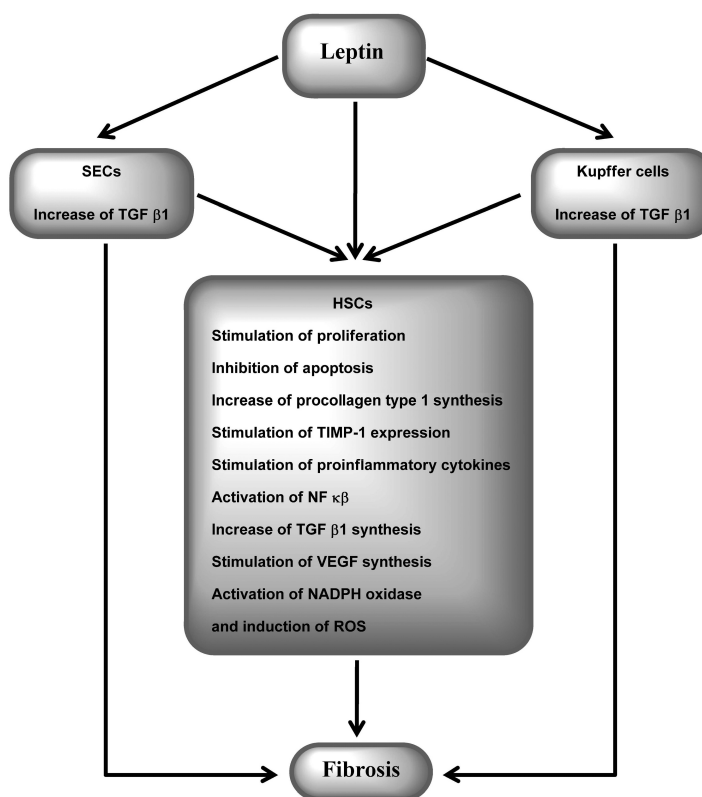 Leptin
SECs
Increase of TGF β1
Kupffer cells
Increase of TGF β1
HSCs
Stimulation of proliferation
Inhibition of apoptosis
Increase of procollagen type 1 synthesis
Stimulation of TIMP-1 expression
Stimulation of proinflammatory cytokines
Activation of NF κβ
Increase of TGF β1 synthesis
Stimulation of VEGF synthesis
Activation of NADPH oxidase
and induction of ROS
Fibrosis